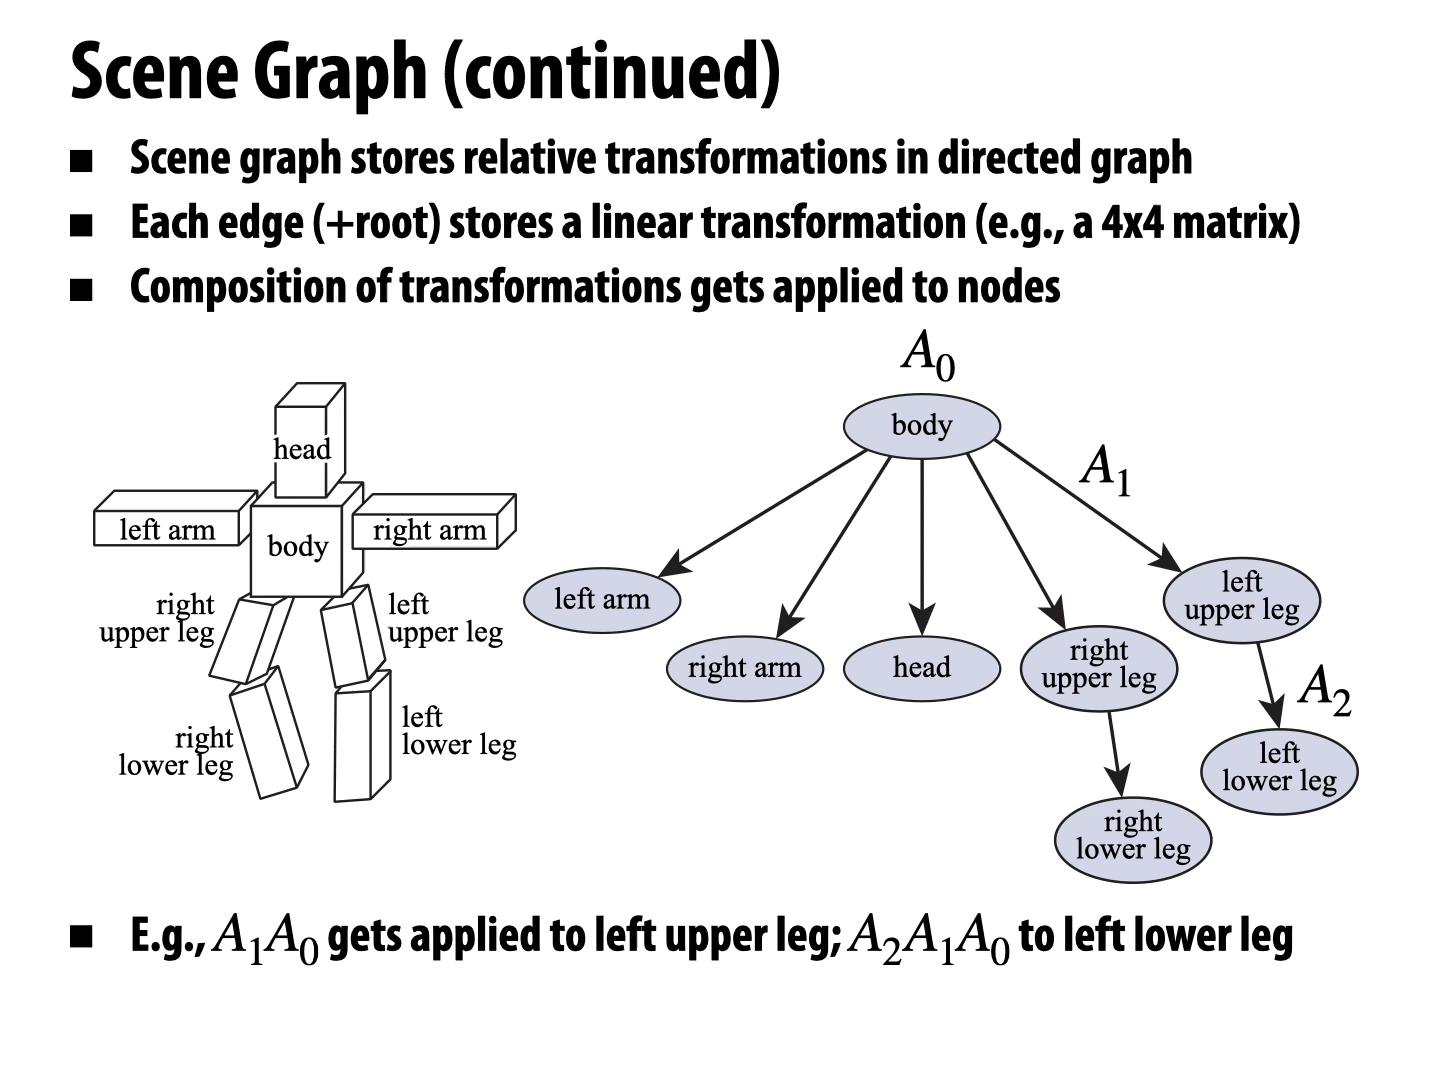 Scene Graph (continued)
■ Scene graph stores relative transformations in directed graph
■ Each edge (+root) stores a linear transformation (e.g., a 4x4 matrix)
■ Composition of transformations gets applied to nodes
head
left arm
body
right arm
right
upper leg
left
upper leg
right
lower leg
left
lower leg
A₀
body
A₁
left arm
right arm
head
right
upper leg
left
upper leg
A₂
right
lower leg
left
lower leg
■ E.g., A₁A₀ gets applied to left upper leg; A₂A₁A₀ to left lower leg